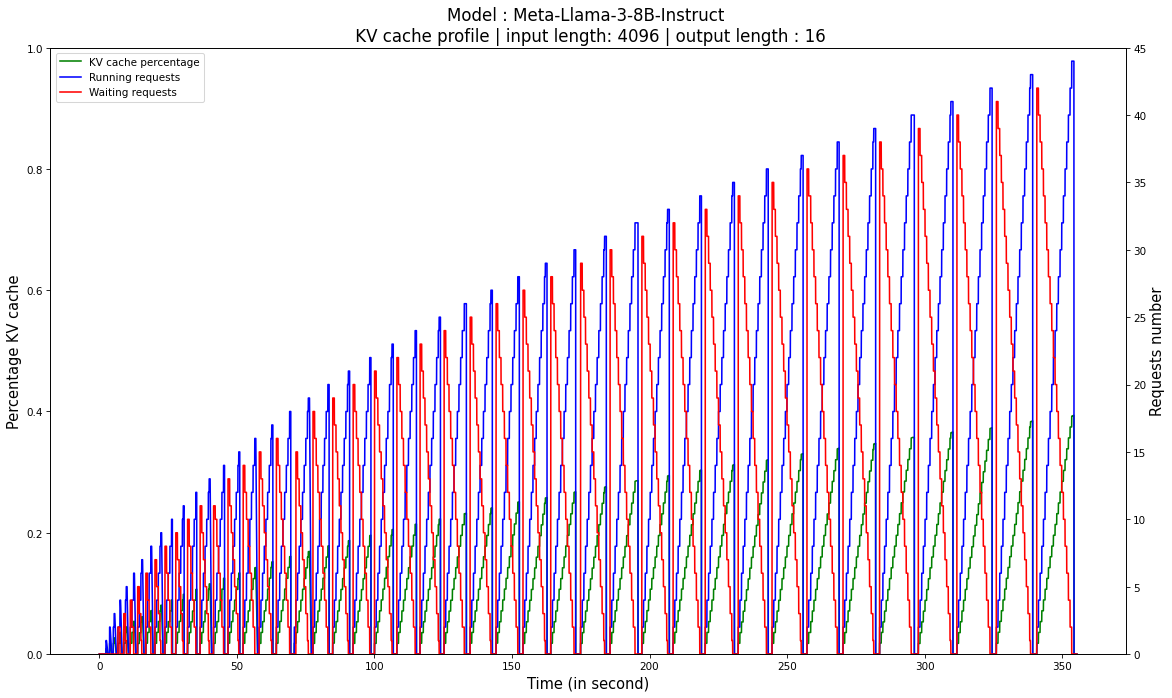 Model : Meta-Llama-3-8B-Instruct
KV cache profile | input length: 4096 | output length : 16
KV cache percentage
Running requests
Waiting requests
Percentage KV cache
1.0
0.8
0.6
0.4
0.2
0.0
45
40
35
30
25
20
15
10
5
0
Requests number
0 50 100 150 200 250 300 350
Time (in second)